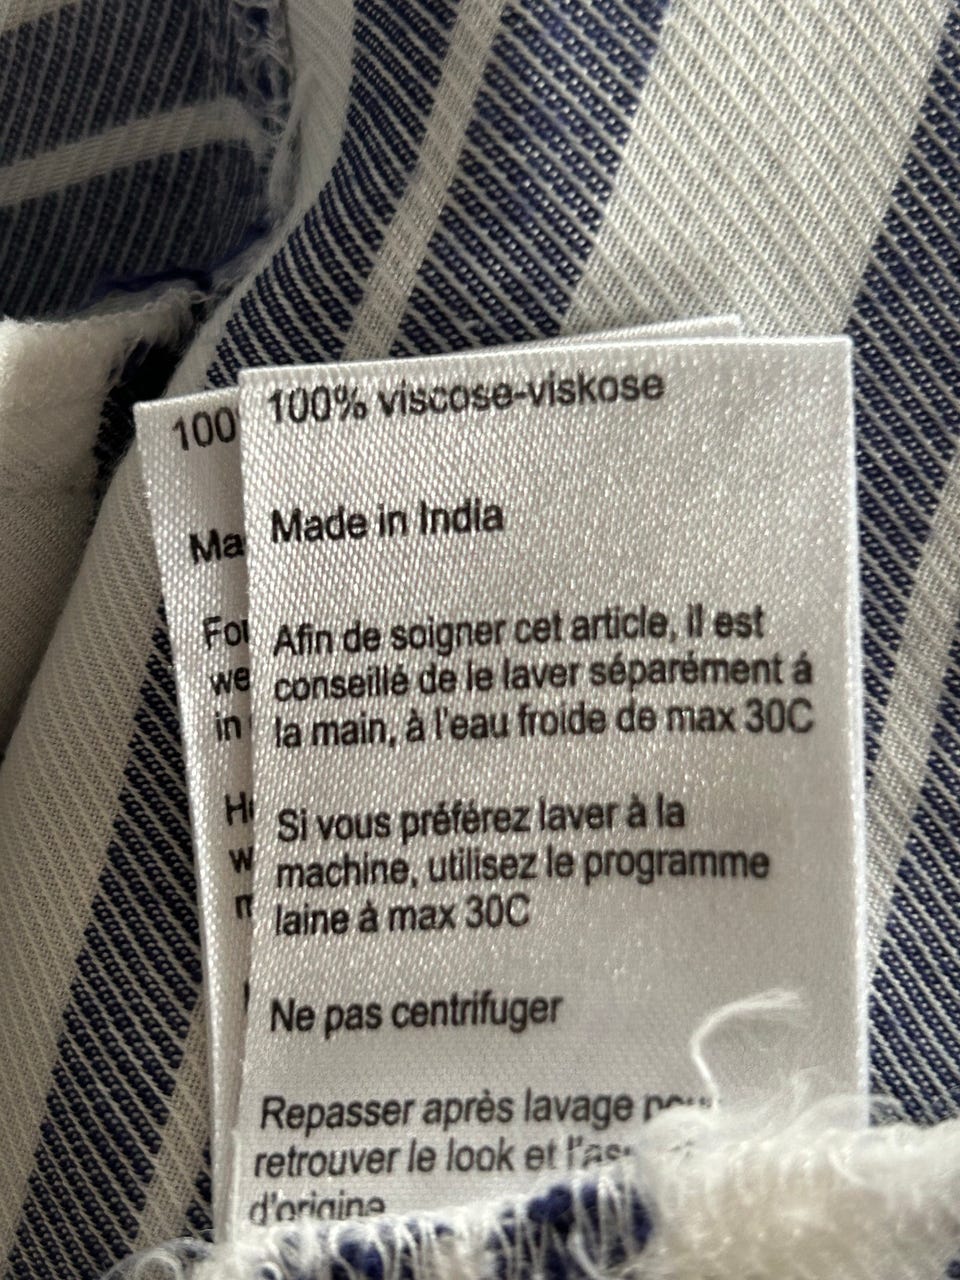 100% viscose-viskose
Made in India
Afin de soigner cet article, il est
conseillé de le laver séparément á
la main, à l'eau froide de max 30C
Si vous préférez laver à la
machine, utilisez le programme
laine à max 30C
Ne pas centrifuger
Repasser après lavage
retrouver le look et
d'origine
100
Ma
we
in